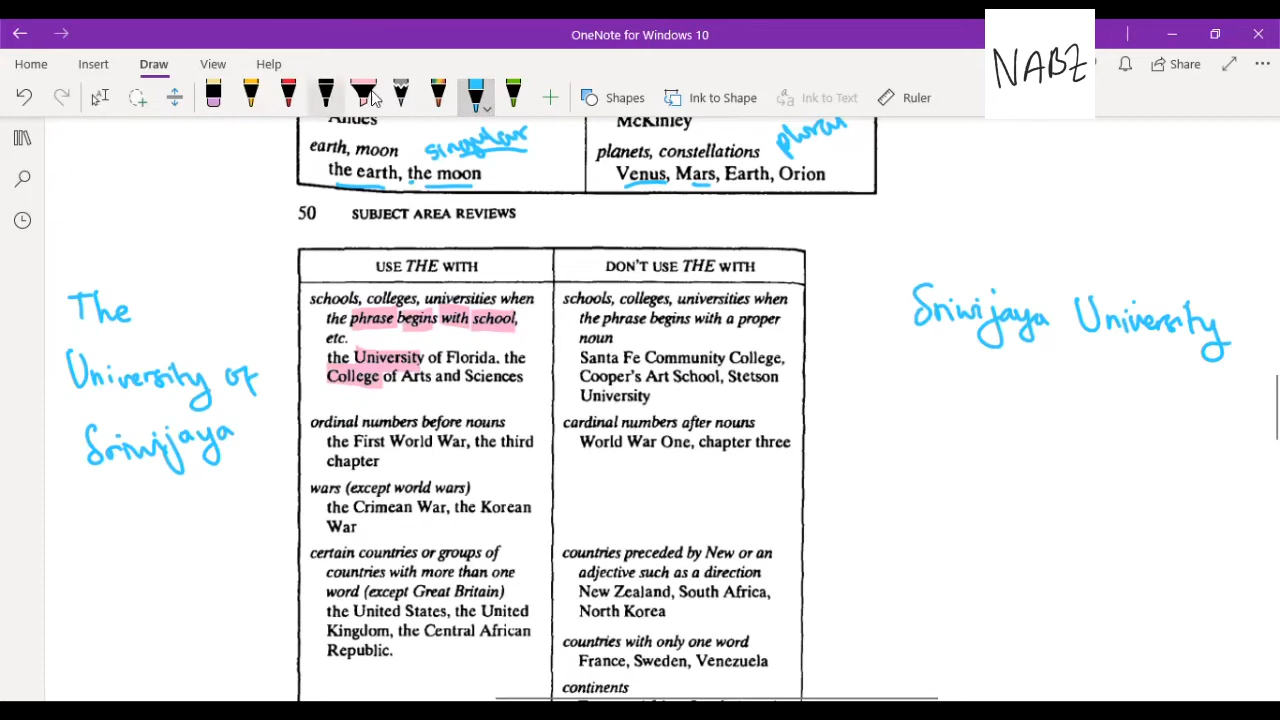 OneNote for Windows 10
NABZ
Home Insert Draw View Help
Share
Shapes Ink to Shape Ink to Text Ruler
Andes
McKinley
earth, moon singular
planets, constellations plural
the earth, the moon
Venus, Mars, Earth, Orion
50 SUBJECT AREA REVIEWS
USE THE WITH
DON'T USE THE WITH
schools, colleges, universities when
the phrase begins with school,
etc.
the University of Florida, the
College of Arts and Sciences
schools, colleges, universities when
the phrase begins with a proper
noun
Santa Fe Community College,
Cooper's Art School, Stetson
University
ordinal numbers before nouns
the First World War, the third
chapter
cardinal numbers after nouns
World War One, chapter three
wars (except world wars)
the Crimean War, the Korean
War
certain countries or groups of
countries with more than one
word (except Great Britain)
the United States, the United
Kingdom, the Central African
Republic.
countries preceded by New or an
adjective such as a direction
New Zealand, South Africa,
North Korea
countries with only one word
France, Sweden, Venezuela
continents
The
University of
Sriwijaya
Sriwijaya University